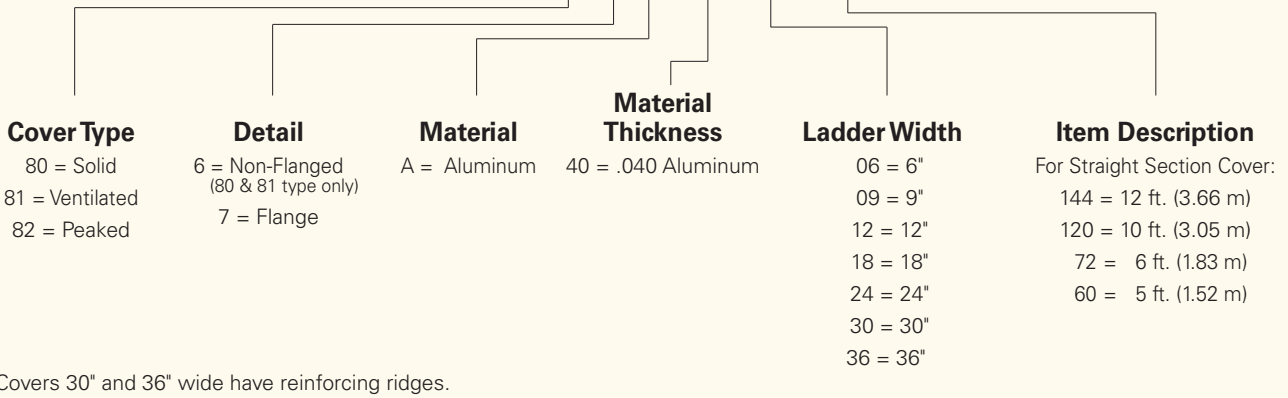 Cover Type
80 = Solid
81 = Ventilated
82 = Peaked
Detail
6 = Non-Flanged
(80 & 81 type only)
7 = Flange
Material
A = Aluminum
Material
Thickness
40 = .040 Aluminum
Ladder Width
06 = 6"
09 = 9"
12 = 12"
18 = 18"
24 = 24"
30 = 30"
36 = 36"
Item Description
For Straight Section Cover:
144 = 12 ft. (3.66 m)
120 = 10 ft. (3.05 m)
72 = 6 ft. (1.83 m)
60 = 5 ft. (1.52 m)
Covers 30" and 36" wide have reinforcing ridges.